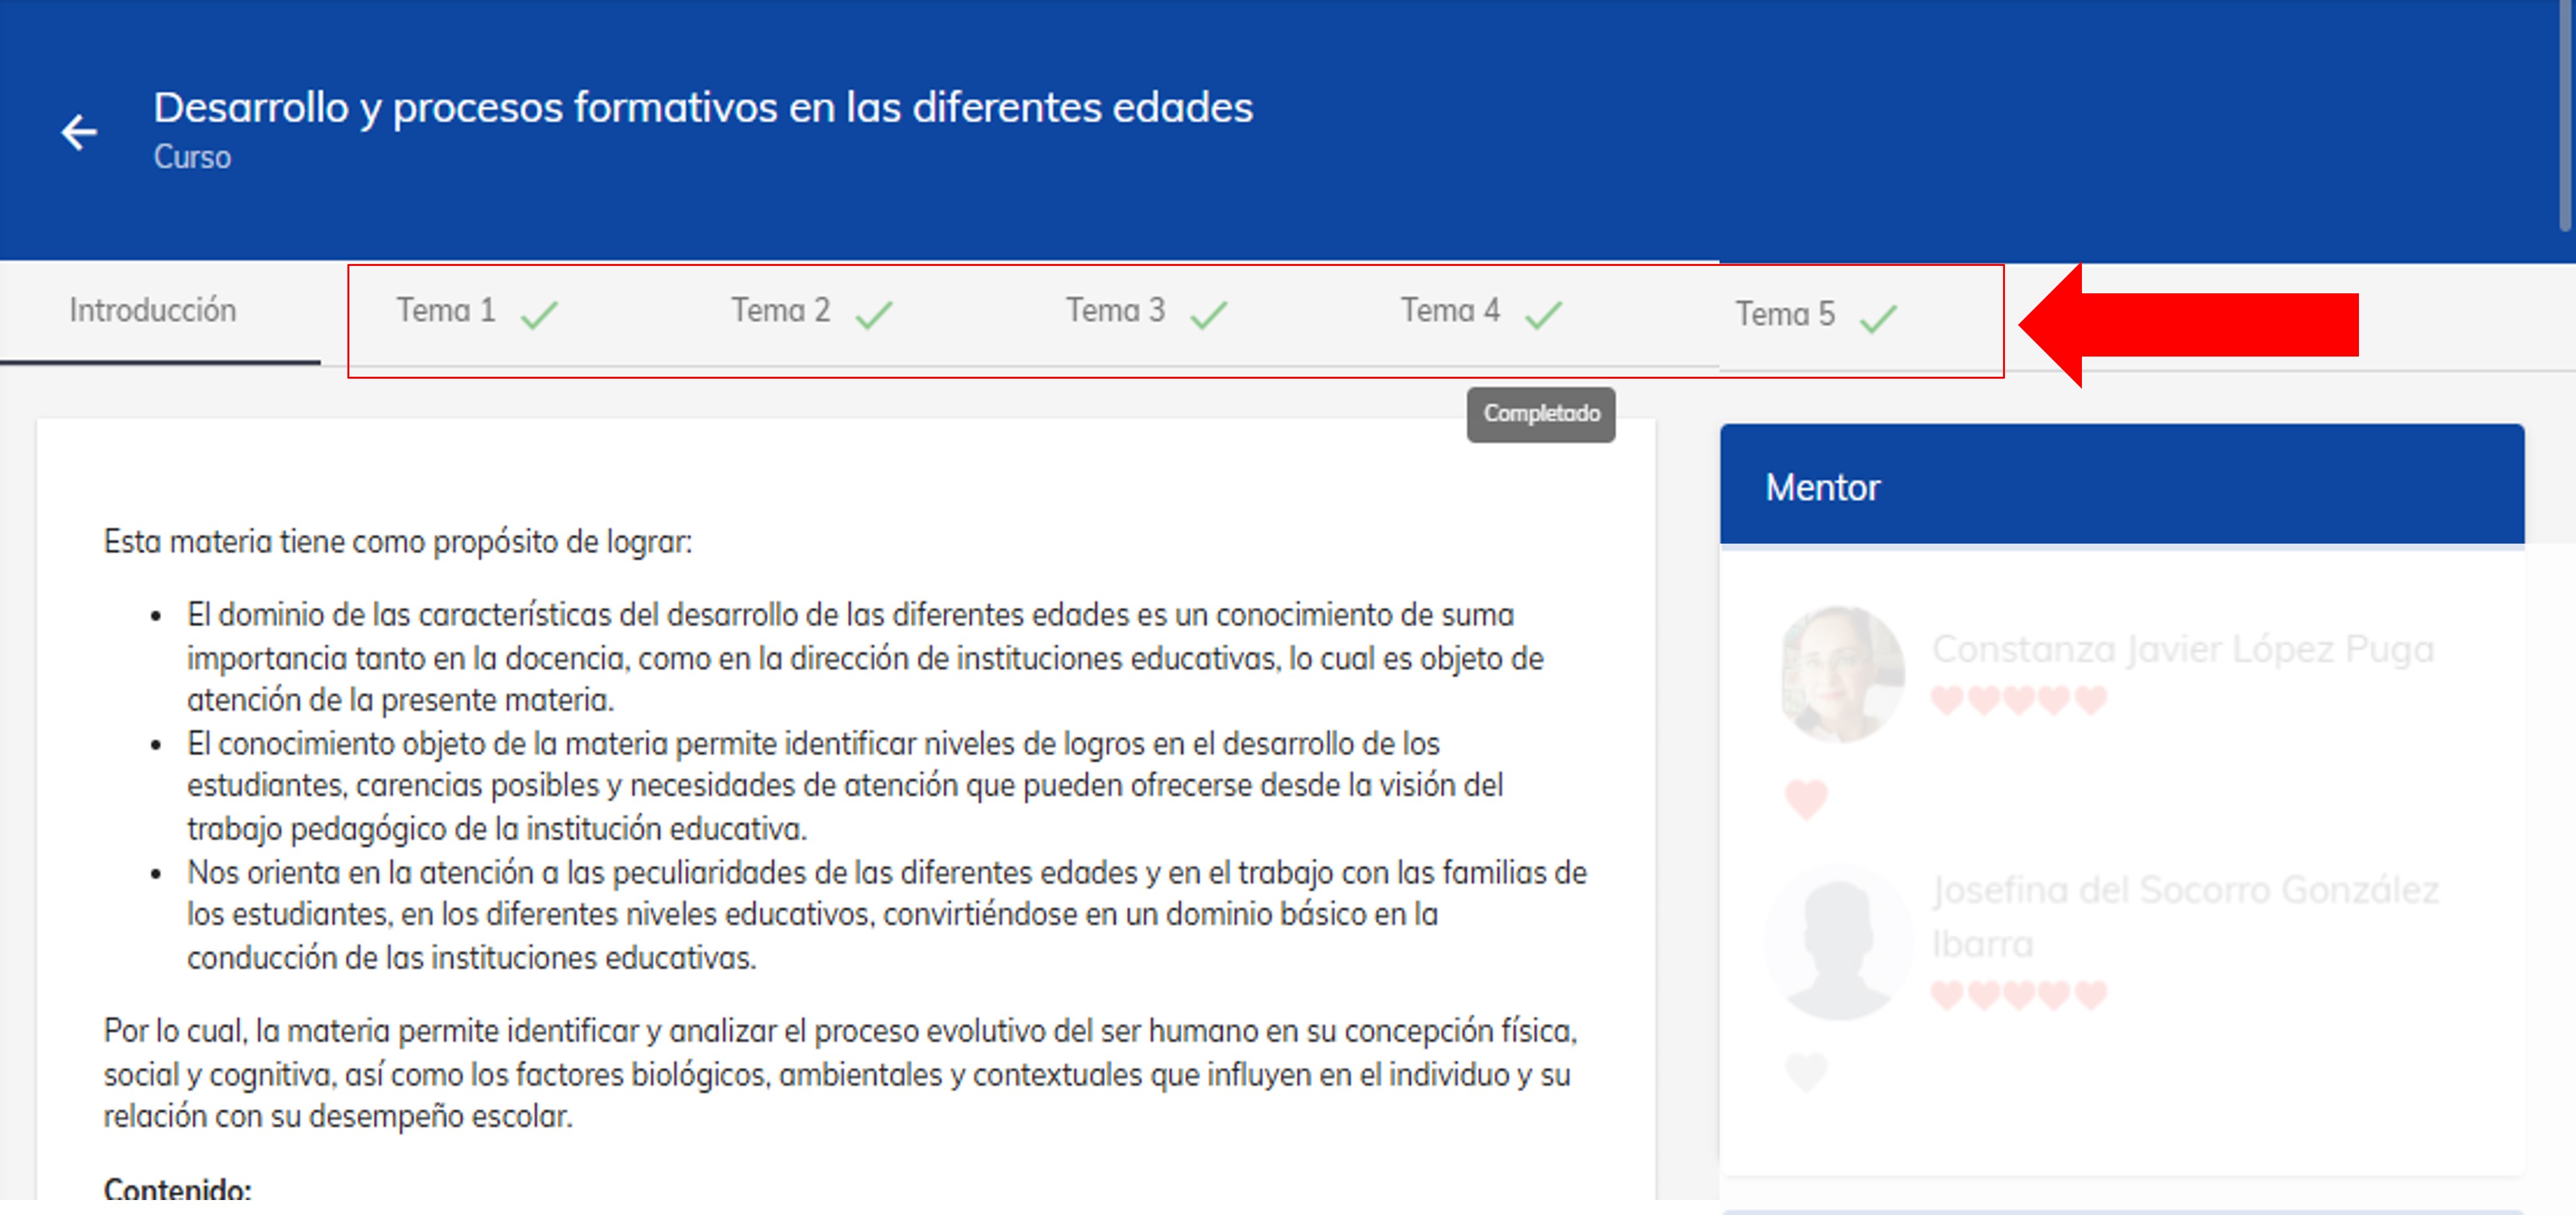 Desarrollo y procesos formativos en las diferentes edades
Curso
Introducción
Tema 1
Tema 2
Tema 3
Tema 4
Tema 5
Completado
Esta materia tiene como propósito de lograr:
• El dominio de las características del desarrollo de las diferentes edades es un conocimiento de suma
importancia tanto en la docencia, como en la dirección de instituciones educativas, lo cual es objeto de
atención de la presente materia.
• El conocimiento objeto de la materia permite identificar niveles de logros en el desarrollo de los
estudiantes, carencias posibles y necesidades de atención que pueden ofrecerse desde la visión del
trabajo pedagógico de la institución educativa.
• Nos orienta en la atención a las peculiaridades de las diferentes edades y en el trabajo con las familias de
los estudiantes, en los diferentes niveles educativos, convirtiéndose en un dominio básico en la
conducción de las instituciones educativas.
Por lo cual, la materia permite identificar y analizar el proceso evolutivo del ser humano en su concepción física,
social y cognitiva, así como los factores biológicos, ambientales y contextuales que influyen en el individuo y su
relación con su desempeño escolar.
Contenido:
Mentor
Constanza Javier López Puga
Josefina del Socorro González
Ibarra